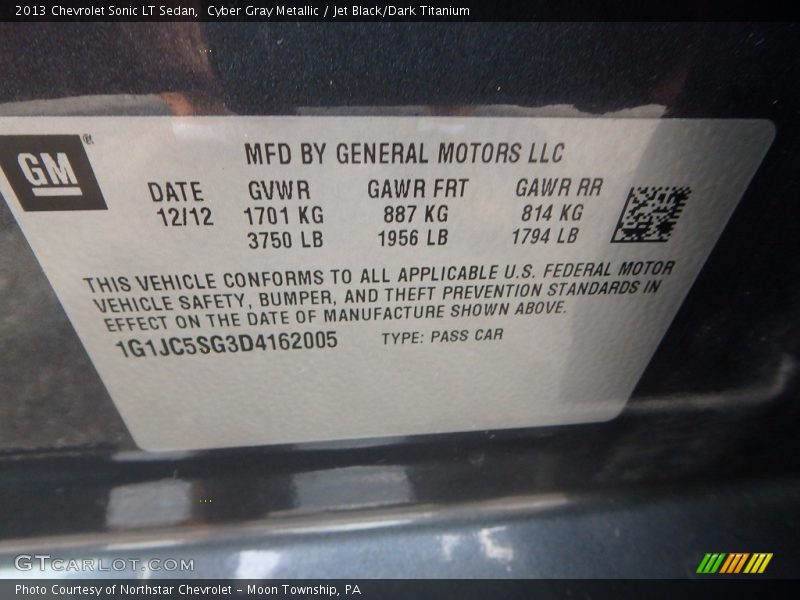 2013 Chevrolet Sonic LT Sedan,  Cyber Gray Metallic / Jet Black/Dark Titanium
GM®
MFD BY GENERAL MOTORS LLC
DATE GVWR GAWR FRT GAWR RR
12/12 1701 KG 887 KG 814 KG
3750 LB 1956 LB 1794 LB
THIS VEHICLE CONFORMS TO ALL APPLICABLE U.S. FEDERAL MOTOR
VEHICLE SAFETY, BUMPER, AND THEFT PREVENTION STANDARDS IN
EFFECT ON THE DATE OF MANUFACTURE SHOWN ABOVE.
1G1JC5SG3D4162005 TYPE: PASS CAR
GTCARLOT.COM
Photo Courtesy of Northstar Chevrolet - Moon Township, PA